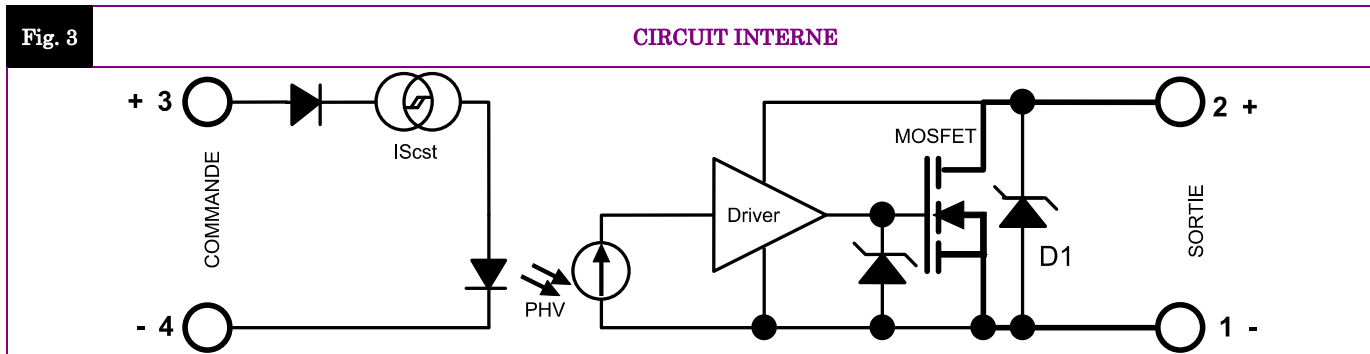 Fig. 3
CIRCUIT INTERNE
+ 3
2 +
MOSFET
IScst
COMMANDE
Driver
SORTIE
D1
PHV
- 4
1 -